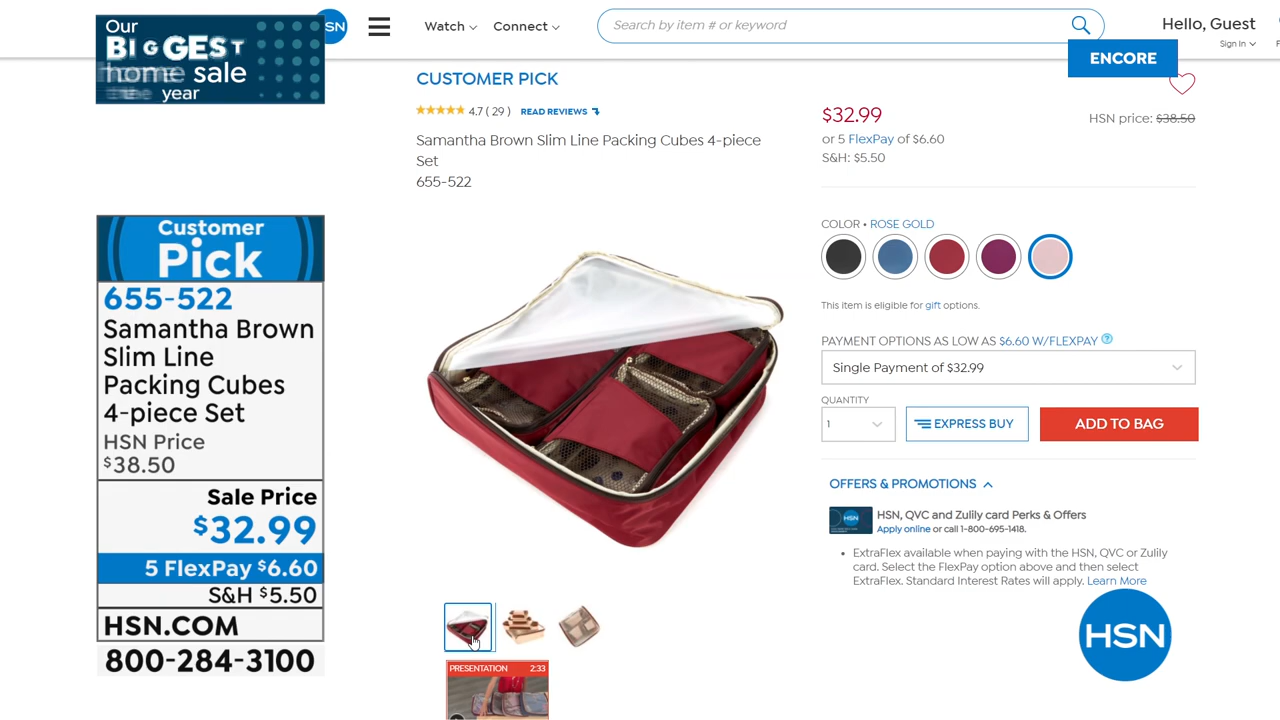 Our
BIGGEST
home sale
year
HSN
Watch
Connect
Search by item # or keyword
Hello, Guest
Sign In
ENCORE
CUSTOMER PICK
4.7 ( 29 )
READ REVIEWS
Samantha Brown Slim Line Packing Cubes 4-piece
Set
655-522
$32.99
HSN price: $38.50
or 5 FlexPay of $6.60
S&H: $5.50
COLOR • ROSE GOLD
This item is eligible for gift options.
PAYMENT OPTIONS AS LOW AS $6.60 W/FLEXPAY ?
Single Payment of $32.99
QUANTITY
1
EXPRESS BUY
ADD TO BAG
OFFERS & PROMOTIONS
HSN
HSN, QVC and Zulily card Perks & Offers
Apply online or call 1-800-695-1418.
• ExtraFlex available when paying with the HSN, QVC or Zulily
card. Select the FlexPay option above and then select
ExtraFlex. Standard Interest Rates will apply. Learn More
HSN
Customer
Pick
655-522
Samantha Brown
Slim Line
Packing Cubes
4-piece Set
HSN Price
$38.50
Sale Price
$32.99
5 FlexPay $6.60
S&H $5.50
HSN.COM
800-284-3100
PRESENTATION 2:33